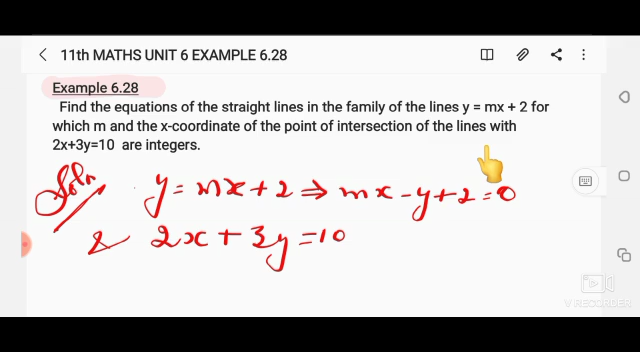 11th MATHS UNIT 6 EXAMPLE 6.28
Example 6.28
Find the equations of the straight lines in the family of the lines y = mx + 2 for
which m and the x-coordinate of the point of intersection of the lines with
2x+3y=10 are integers.
Soln
y = mx + 2 ⇒ mx - y + 2 = 0
& 2x + 3y = 10
V RECORDER